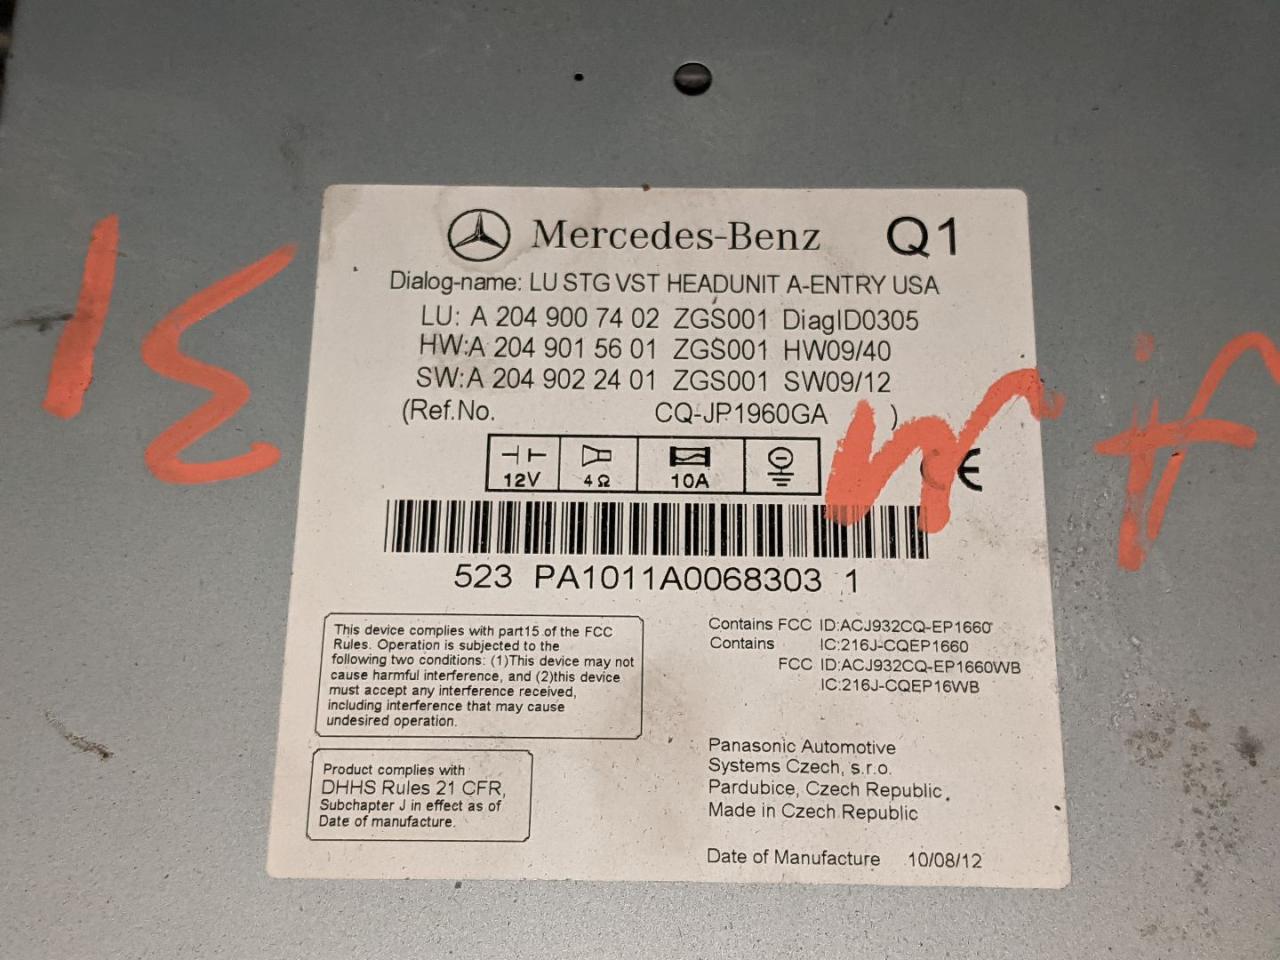 Mercedes-Benz Q1
Dialog-name: LU STG VST HEADUNIT A-ENTRY USA
LU: A 204 900 74 02 ZGS001 DiagID0305
HW:A 204 901 56 01 ZGS001 HW09/40
SW:A 204 902 24 01 ZGS001 SW09/12
(Ref.No. CQ-JP1960GA )
12V 4Ω 10A CE
523 PA1011A0068303 1
This device complies with part15 of the FCC
Rules. Operation is subjected to the
following two conditions: (1)This device may not
cause harmful interference, and (2)this device
must accept any interference received,
including interference that may cause
undesired operation.
Contains FCC ID:ACJ932CQ-EP1660
Contains IC:216J-CQEP1660
FCC ID:ACJ932CQ-EP1660WB
IC:216J-CQEP16WB
Product complies with
DHHS Rules 21 CFR,
Subchapter J in effect as of
Date of manufacture.
Panasonic Automotive
Systems Czech, s.r.o.
Pardubice, Czech Republic.
Made in Czech Republic
Date of Manufacture 10/08/12